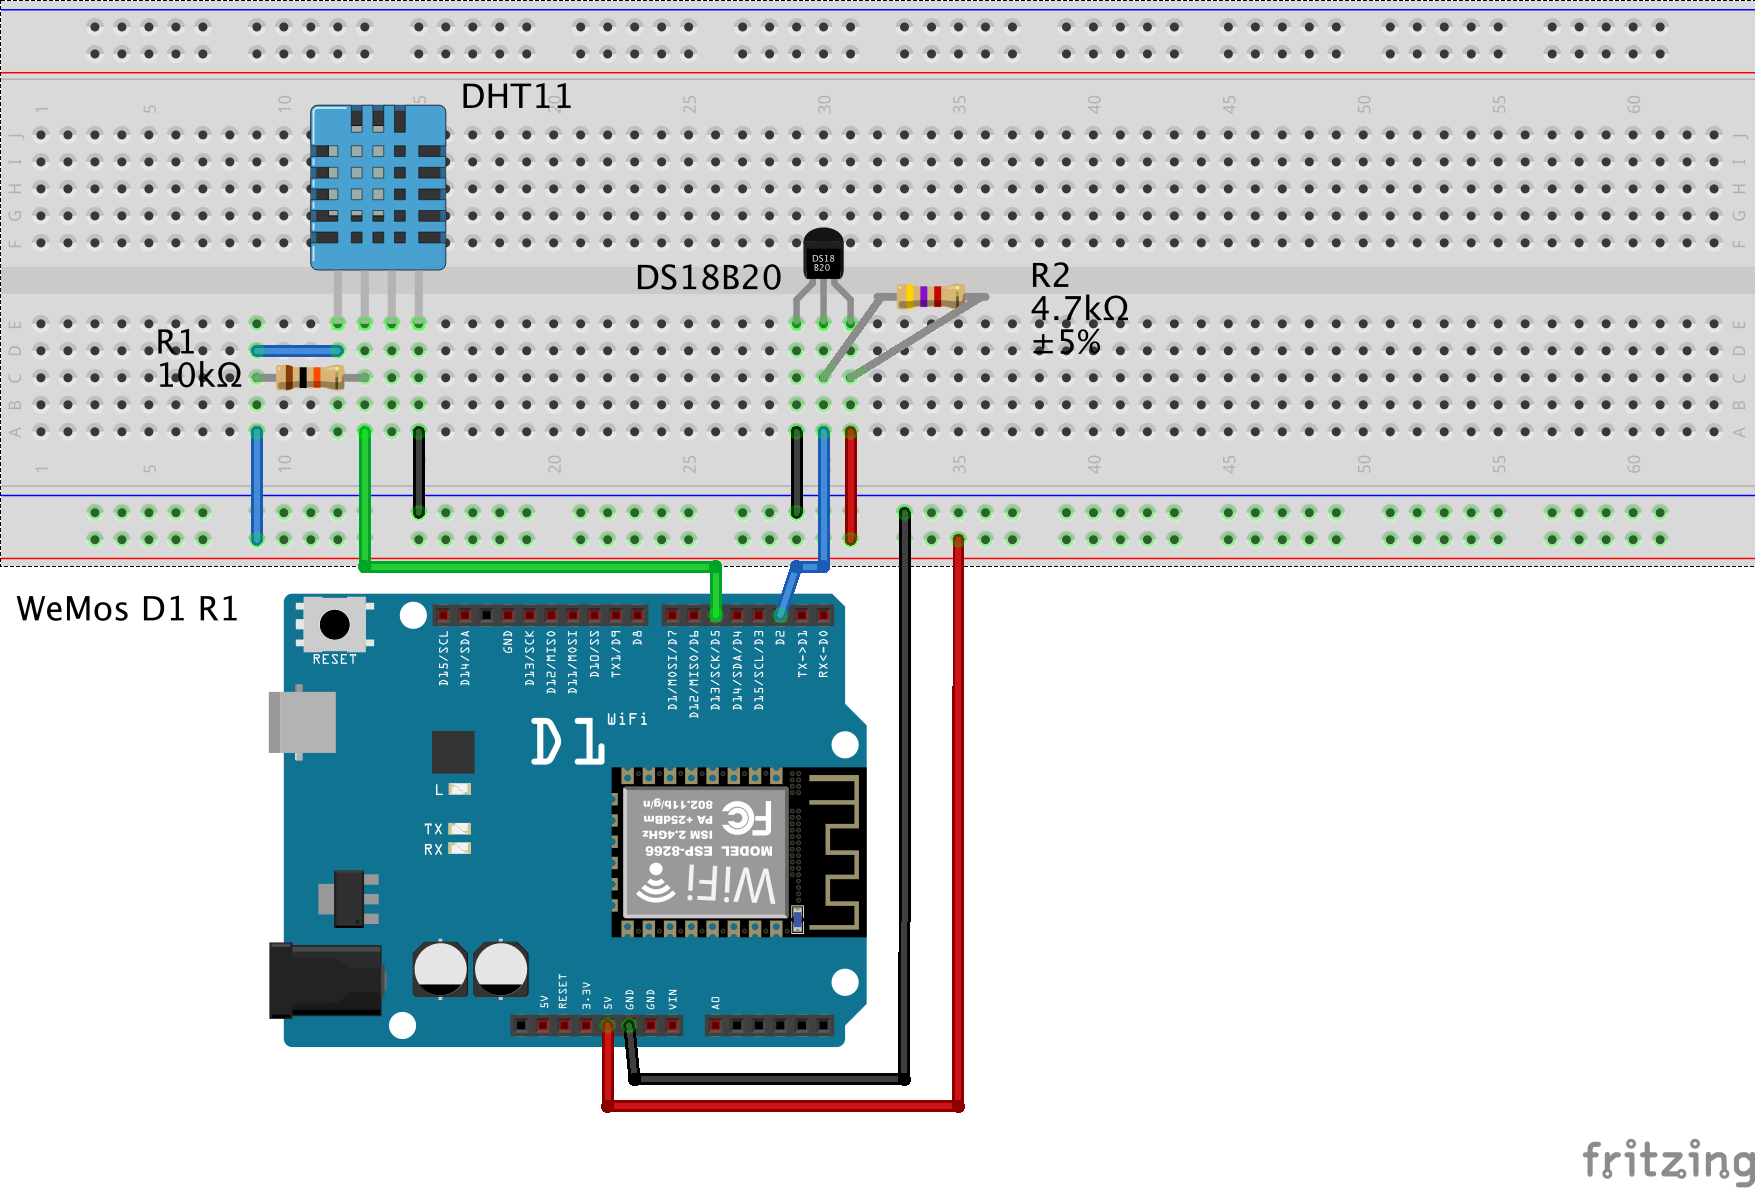 1 5 10 15 20 25 30 35 40 45 50 55 60
DHT11
J J
I I
H H
G G
F F
DS18
B20
DS18B20
R2
4.7kΩ
±5%
R1
10kΩ
E E
D D
C C
B B
A A
1 5 10 15 20 25 30 35 40 45 50 55 60
WeMos D1 R1
RESET
D15/SCL
D14/SDA
GND
D13/SCK
D12/MISO
D11/MOSI
D10/SS
TX1/D9
D8
D1/MOSI/D7
D12/MISO/D6
D13/SCK/D5
D14/SDA/D4
D15/SCL/D3
D2
TX->D1
RX<-D0
D1
WiFi
L
TX
RX
WiFi
MODEL ESP-8266
ISM 2.4GHz
PA +25dBm
802.11b/g/n
FC
5V
RESET
3.3V
5V
GND
GND
VIN
A0
fritzing